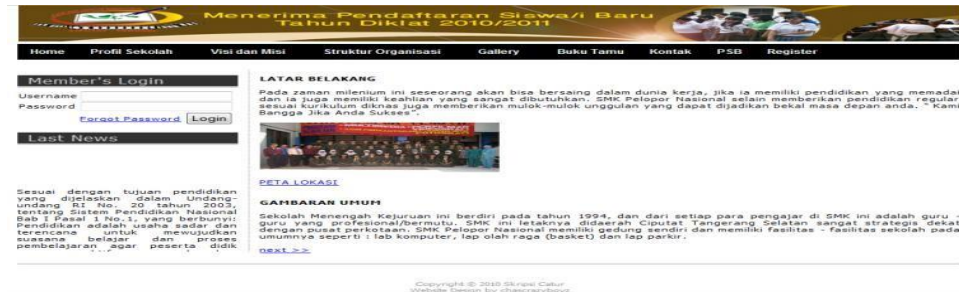 Menerima Pendaftaran Siswa/i Baru
Tahun Diklat 2010/2011
Home Profil Sekolah Visi dan Misi Struktur Organisasi Gallery Buku Tamu Kontak PSB Register
Member's Login
Username
Password
Forgot Password Login
Last News
Sesuai dengan tujuan pendidikan
yang dijelaskan dalam Undang-
undang RI No. 20 tahun 2003,
tentang Sistem Pendidikan Nasional
Bab I Pasal 1 No.1, yang berbunyi:
Pendidikan adalah usaha sadar dan
terencana untuk mewujudkan
suasana belajar dan proses
pembelajaran agar peserta didik
LATAR BELAKANG
Pada zaman milenium ini seseorang akan bisa bersaing dalam dunia kerja, jika ia memiliki pendidikan yang memadai
dan ia juga memiliki keahlian yang sangat dibutuhkan. SMK Pelopor Nasional selain memberikan pendidikan regular
sesuai kurikulum diknas juga memberikan mulok-mulok unggulan yang dapat dijadikan bekal masa depan anda. " Kami
Bangga Jika Anda Sukses".
PETA LOKASI
GAMBARAN UMUM
Sekolah Menengah Kejuruan ini berdiri pada tahun 1994, dan dari setiap para pengajar di SMK ini adalah guru -
guru yang profesional/bermutu. SMK ini letaknya didaerah Ciputat Tangerang Selatan sangat strategis dekat
dengan pusat perkotaan. SMK Pelopor Nasional memiliki gedung sendiri dan memiliki fasilitas - fasilitas sekolah pada
umumnya seperti : lab komputer, lap olah raga (basket) dan lap parkir.
next >>
Copyright © 2010 Skripsi Catur
Website Design by